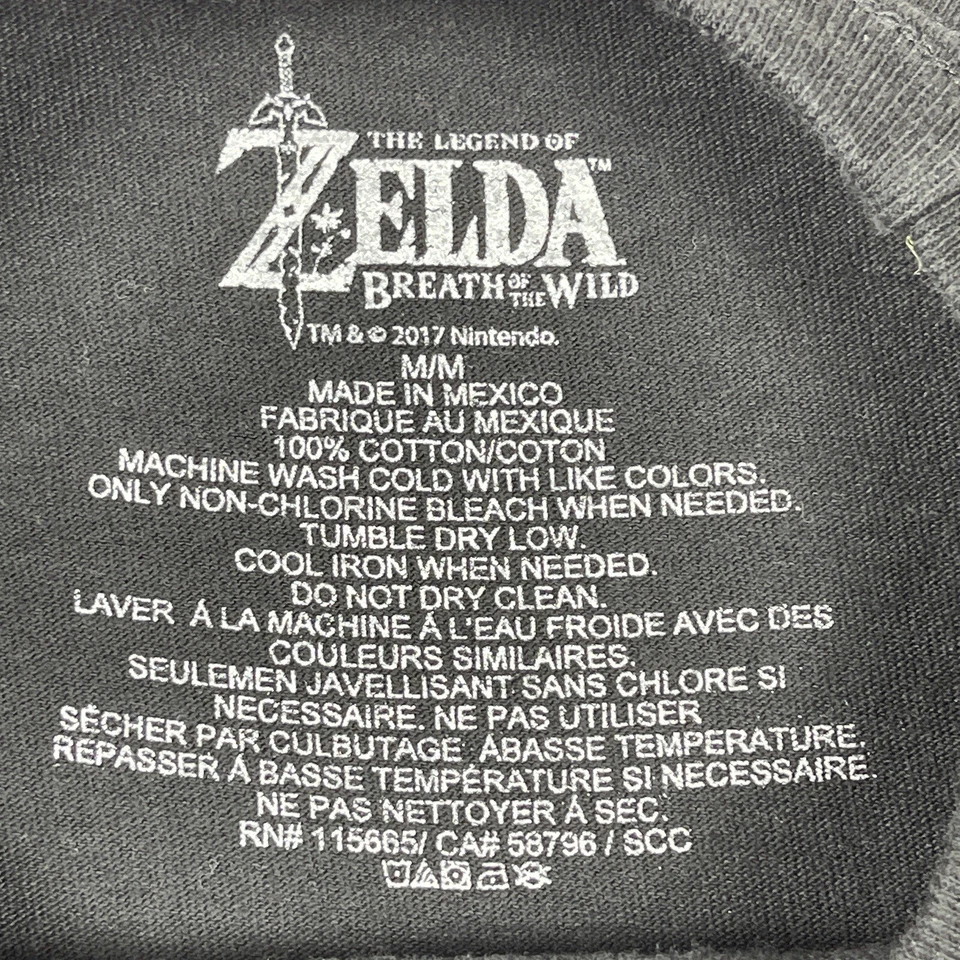 THE LEGEND OF
ZELDA™
BREATH OF THE WILD
TM & © 2017 Nintendo.
M/M
MADE IN MEXICO
FABRIQUE AU MEXIQUE
100% COTTON/COTON
MACHINE WASH COLD WITH LIKE COLORS.
ONLY NON-CHLORINE BLEACH WHEN NEEDED.
TUMBLE DRY LOW.
COOL IRON WHEN NEEDED.
DO NOT DRY CLEAN.
LAVER Á LA MACHINE Á L'EAU FROIDE AVEC DES
COULEURS SIMILAIRES.
SEULEMEN JAVELLISANT SANS CHLORE SI
NECESSAIRE. NE PAS UTILISER
SÉCHER PAR CULBUTAGE ÁBASSE TEMPERATURE.
REPASSER Á BASSE TEMPÉRATURE SI NECESSAIRE.
NE PAS NETTOYER Á SEC.
RN# 115665/ CA# 58796 / SCC